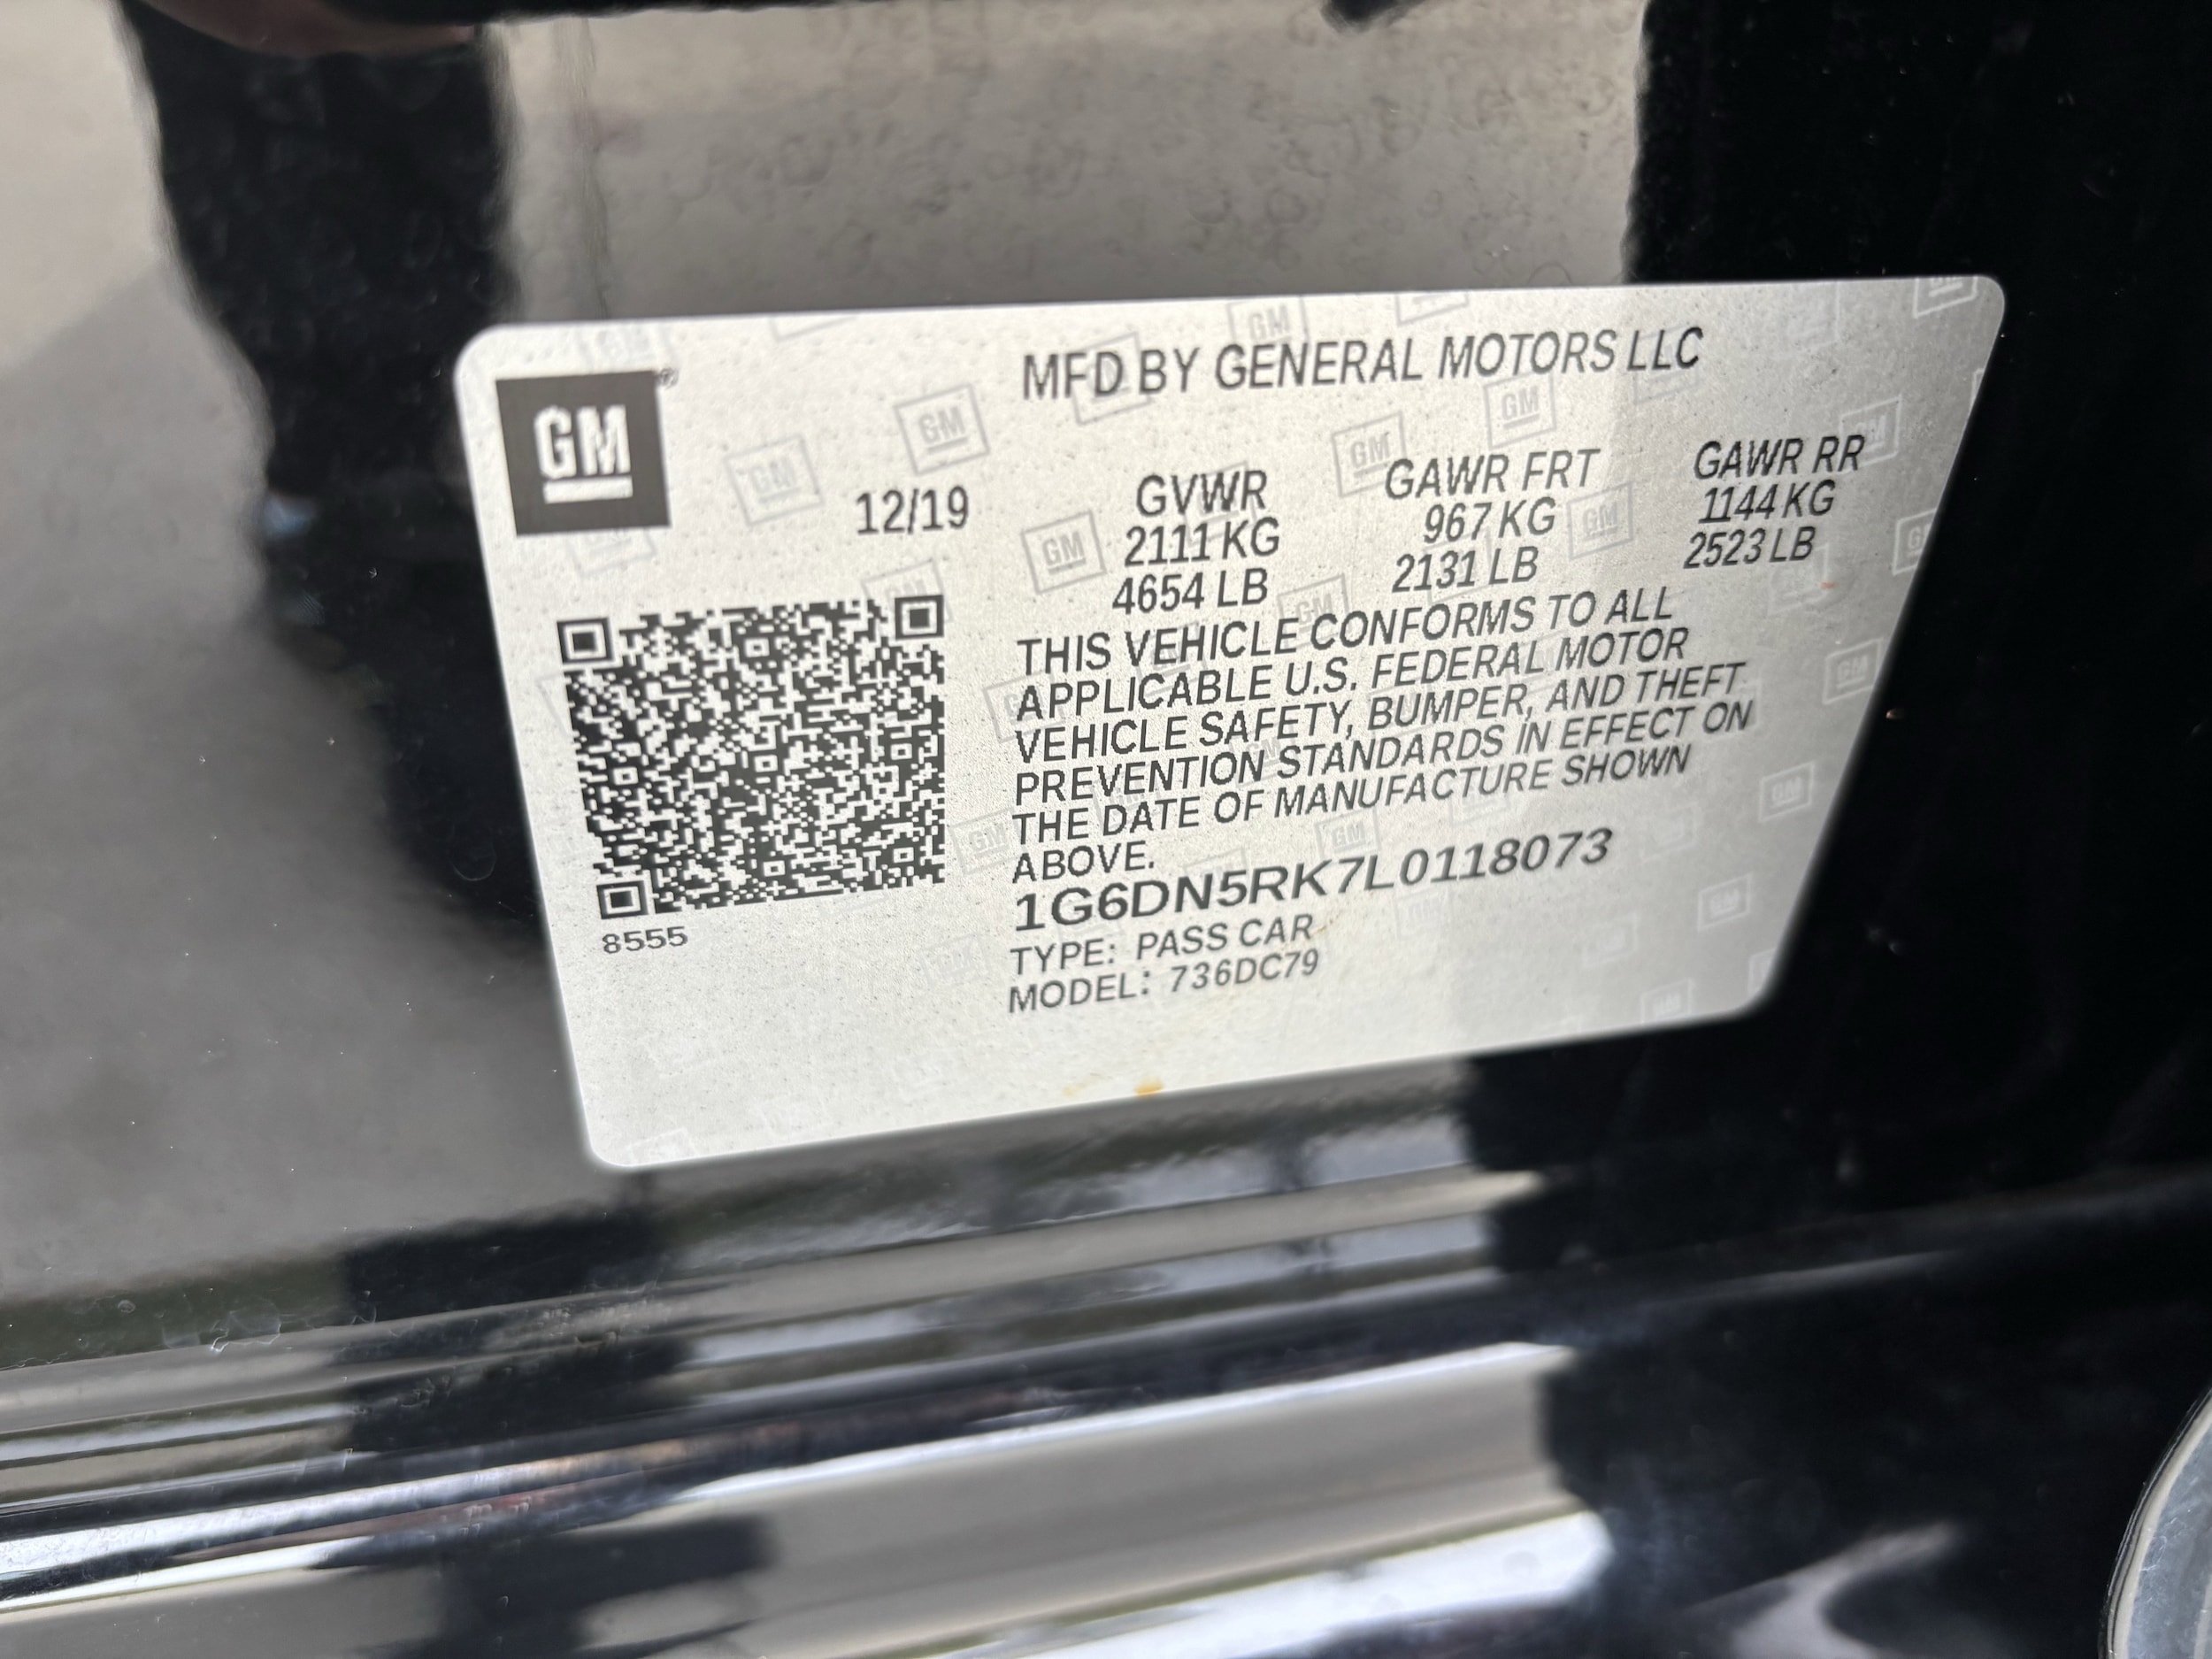 GM
MFD BY GENERAL MOTORS LLC
12/19
GVWR
2111 KG
4654 LB
GAWR FRT
967 KG
2131 LB
GAWR RR
1144 KG
2523 LB
THIS VEHICLE CONFORMS TO ALL
APPLICABLE U.S. FEDERAL MOTOR
VEHICLE SAFETY, BUMPER, AND THEFT
PREVENTION STANDARDS IN EFFECT ON
THE DATE OF MANUFACTURE SHOWN
ABOVE.
1G6DN5RK7L0118073
TYPE: PASS CAR
MODEL: 736DC79
8555